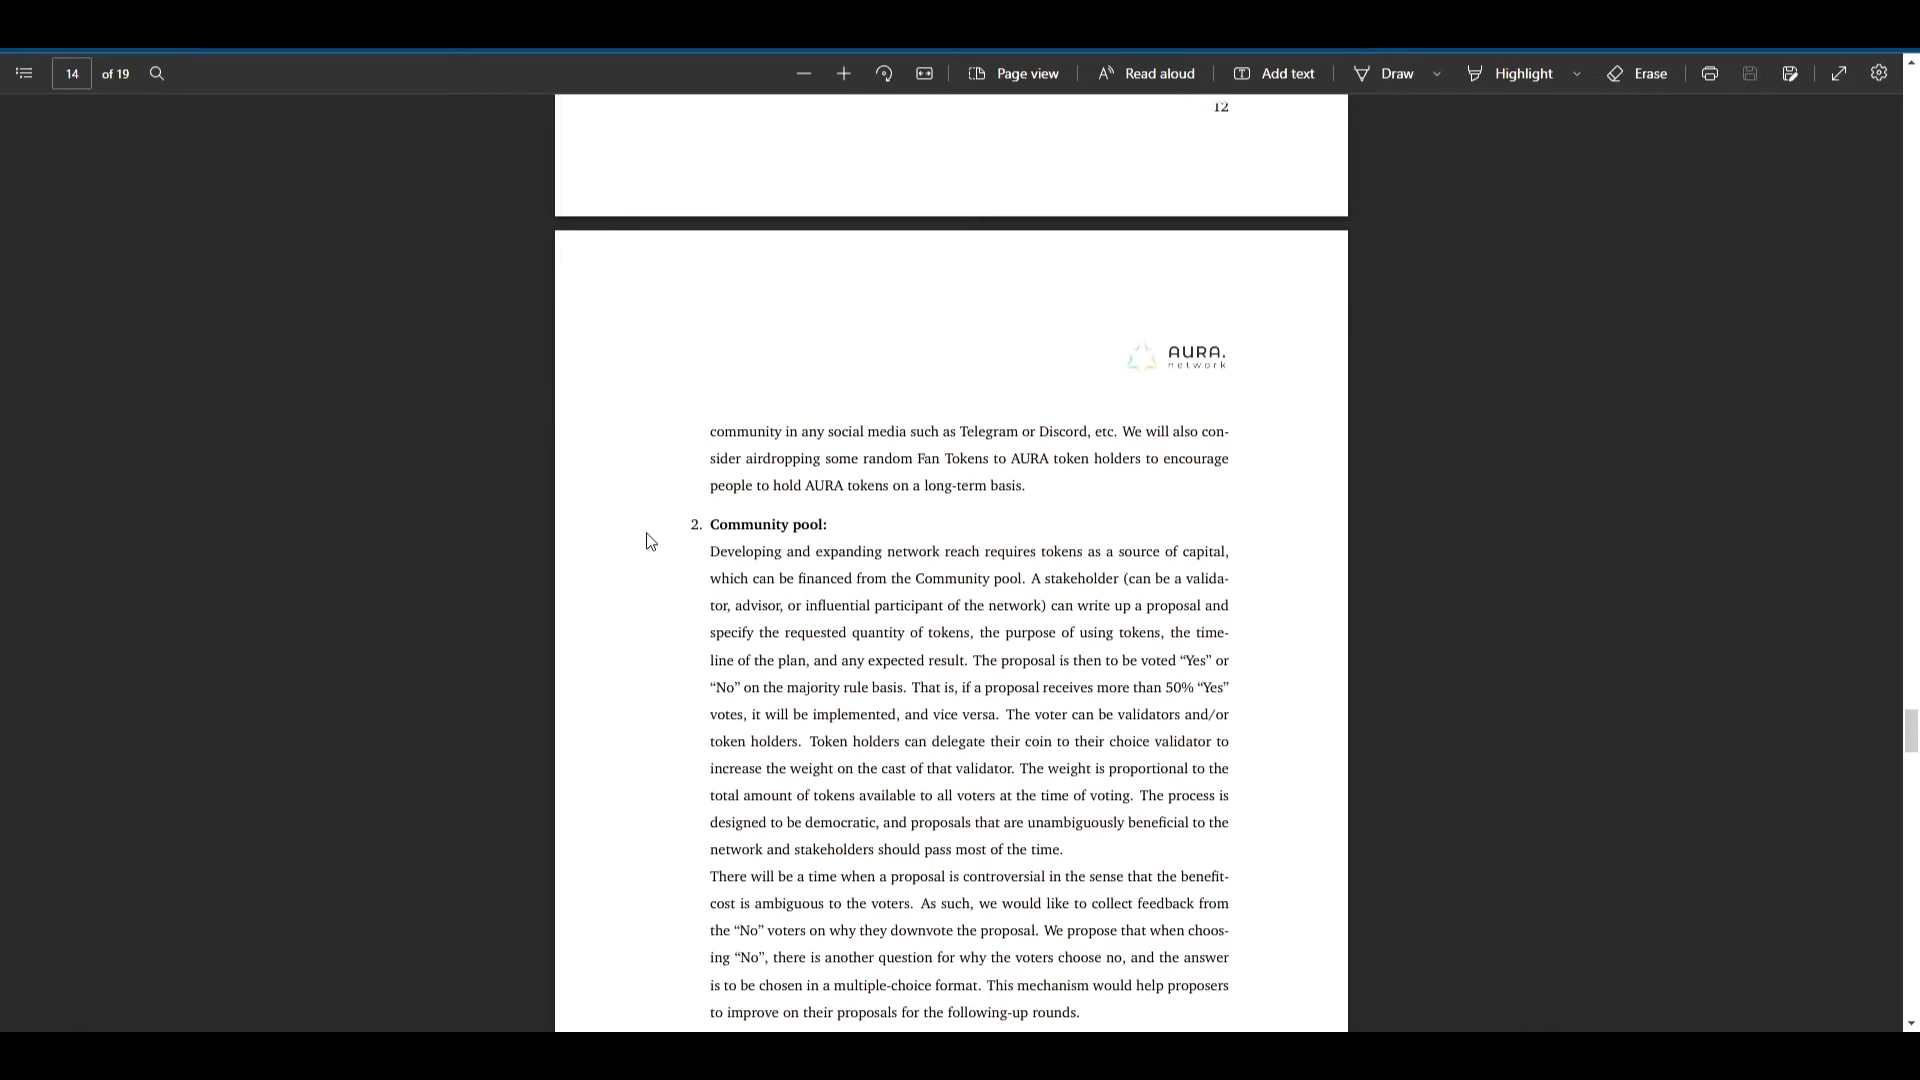 14 of 19 Page view Read aloud Add text Draw Highlight Erase
12
AURA.
network
community in any social media such as Telegram or Discord, etc. We will also con-
sider airdropping some random Fan Tokens to AURA token holders to encourage
people to hold AURA tokens on a long-term basis.
2. Community pool:
Developing and expanding network reach requires tokens as a source of capital,
which can be financed from the Community pool. A stakeholder (can be a valida-
tor, advisor, or influential participant of the network) can write up a proposal and
specify the requested quantity of tokens, the purpose of using tokens, the time-
line of the plan, and any expected result. The proposal is then to be voted “Yes” or
“No” on the majority rule basis. That is, if a proposal receives more than 50% “Yes”
votes, it will be implemented, and vice versa. The voter can be validators and/or
token holders. Token holders can delegate their coin to their choice validator to
increase the weight on the cast of that validator. The weight is proportional to the
total amount of tokens available to all voters at the time of voting. The process is
designed to be democratic, and proposals that are unambiguously beneficial to the
network and stakeholders should pass most of the time.
There will be a time when a proposal is controversial in the sense that the benefit-
cost is ambiguous to the voters. As such, we would like to collect feedback from
the “No” voters on why they downvote the proposal. We propose that when choos-
ing “No”, there is another question for why the voters choose no, and the answer
is to be chosen in a multiple-choice format. This mechanism would help proposers
to improve on their proposals for the following-up rounds.